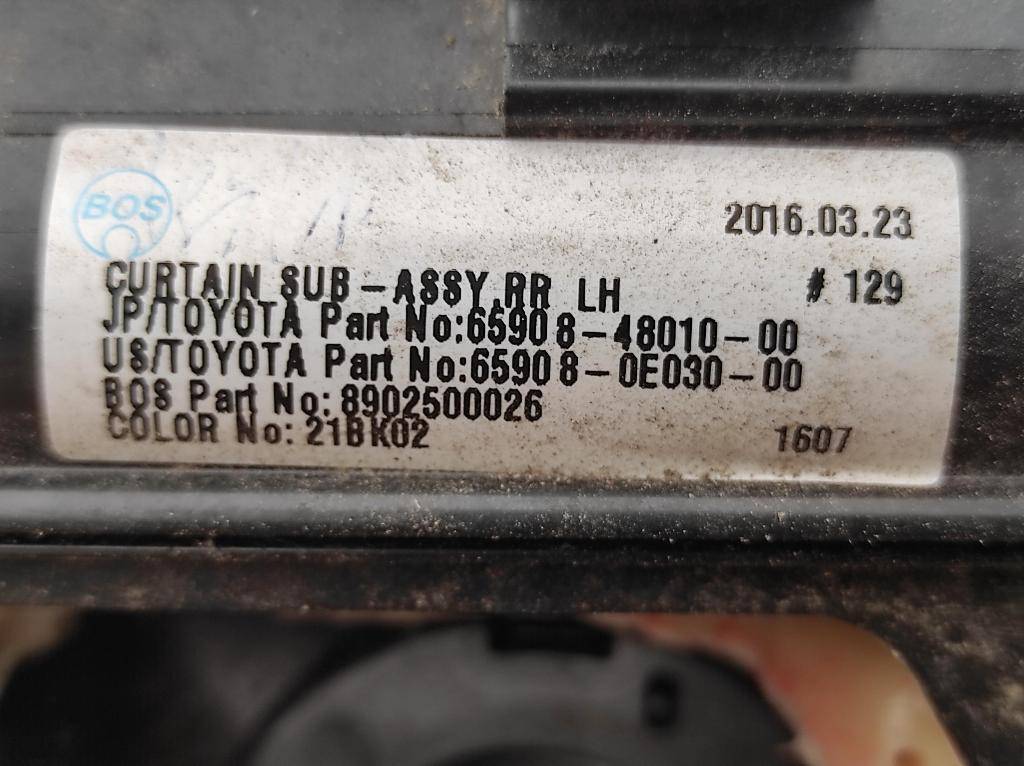 BOS
2016.03.23
CURTAIN SUB-ASSY,RR LH # 129
JP/TOYOTA Part No:65908-48010-00
US/TOYOTA Part No:65908-0E030-00
BOS Part No:8902500026
COLOR No:21BK02 1607